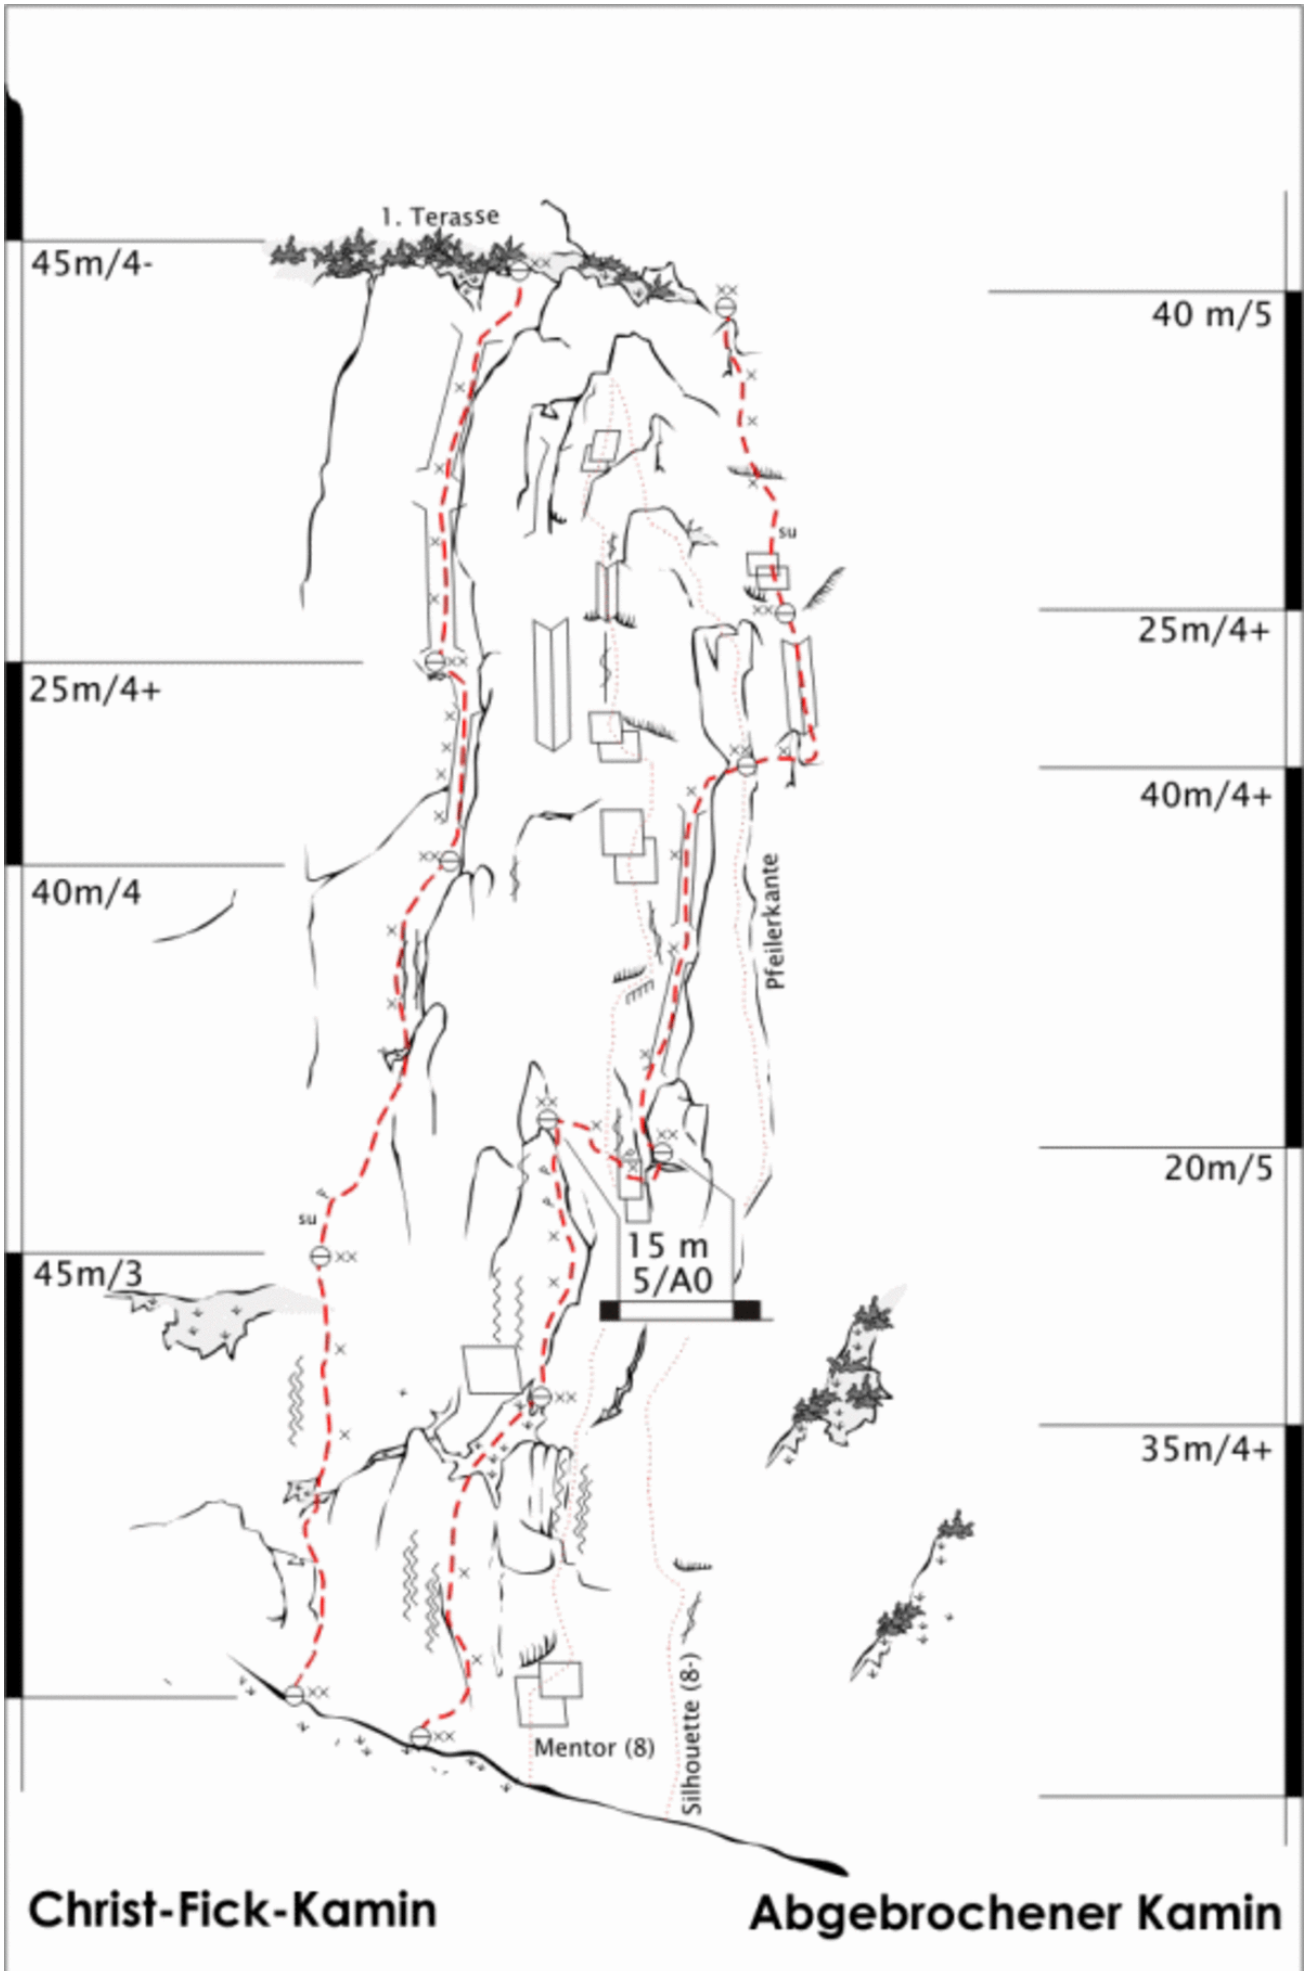 1. Terasse
45m/4-
40 m/5
su
25m/4+
25m/4+
40m/4+
40m/4
Pfeilerkante
20m/5
su
15 m
5/A0
45m/3
35m/4+
Silhouette (8-)
Mentor (8)
Christ-Fick-Kamin
Abgebrochener Kamin